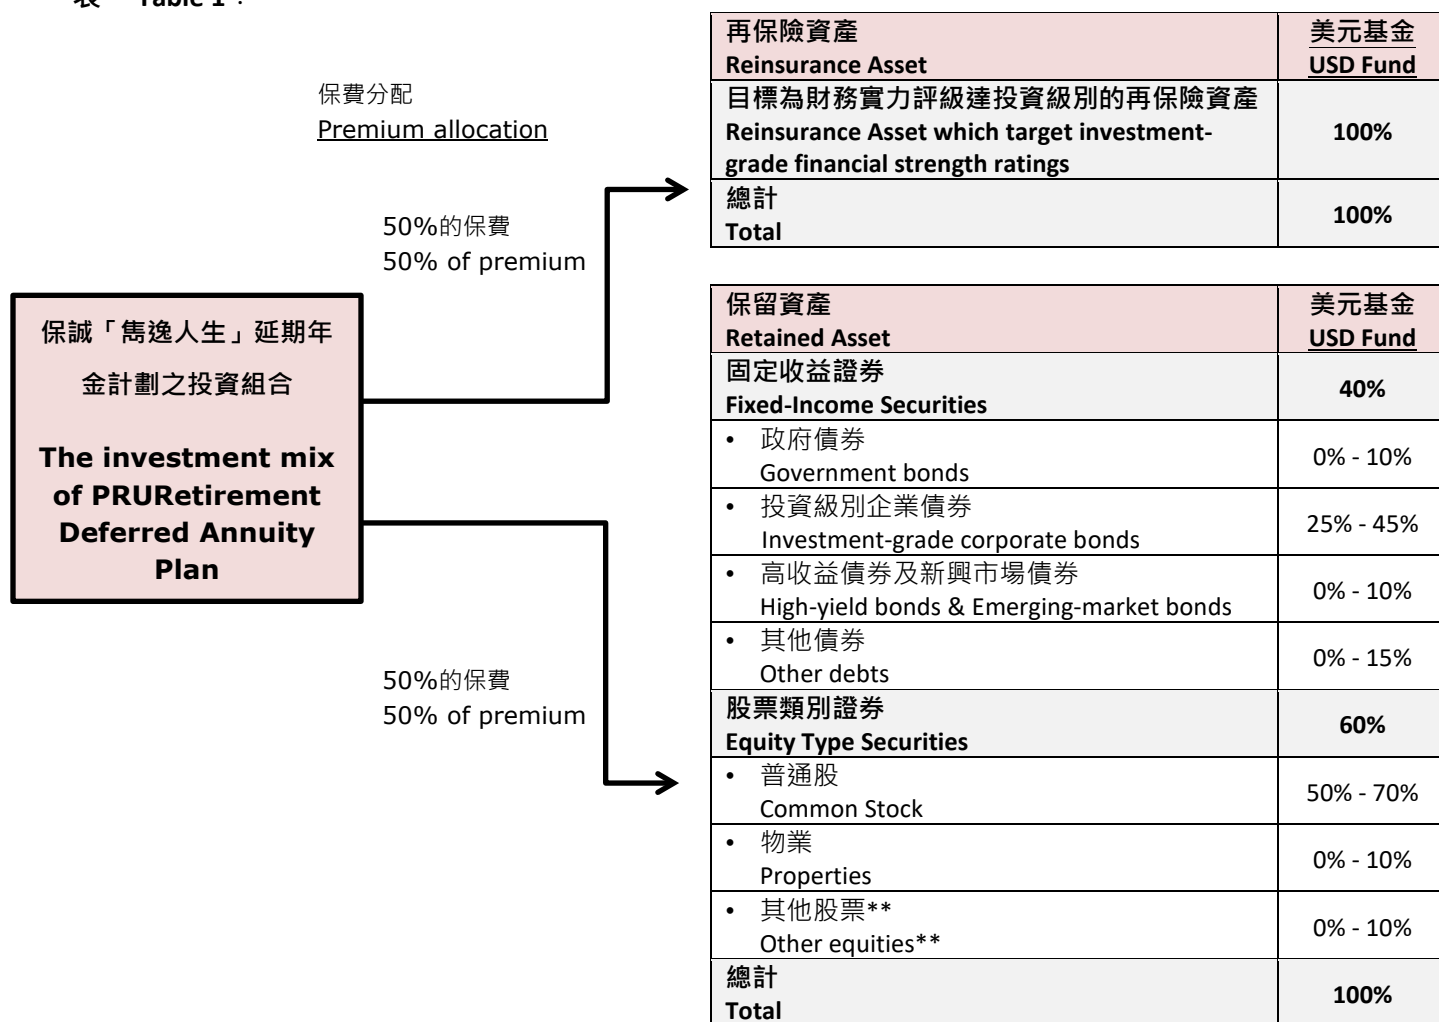 表一 Table 1：
保費分配
Premium allocation
50%的保費
50% of premium
保誠「雋逸人生」延期年
金計劃之投資組合
The investment mix
of PRURetirement
Deferred Annuity
Plan
50%的保費
50% of premium
再保險資產 美元基金
Reinsurance Asset USD Fund
目標為財務實力評級達投資級別的再保險資產
Reinsurance Asset which target investment- 100%
grade financial strength ratings
總計
Total 100%
保留資產 美元基金
Retained Asset USD Fund
固定收益證券
Fixed-Income Securities 40%
• 政府債券
Government bonds 0% - 10%
• 投資級別企業債券
Investment-grade corporate bonds 25% - 45%
• 高收益債券及新興市場債券
High-yield bonds & Emerging-market bonds 0% - 10%
• 其他債券
Other debts 0% - 15%
股票類別證券
Equity Type Securities 60%
• 普通股
Common Stock 50% - 70%
• 物業
Properties 0% - 10%
• 其他股票**
Other equities** 0% - 10%
總計
Total 100%